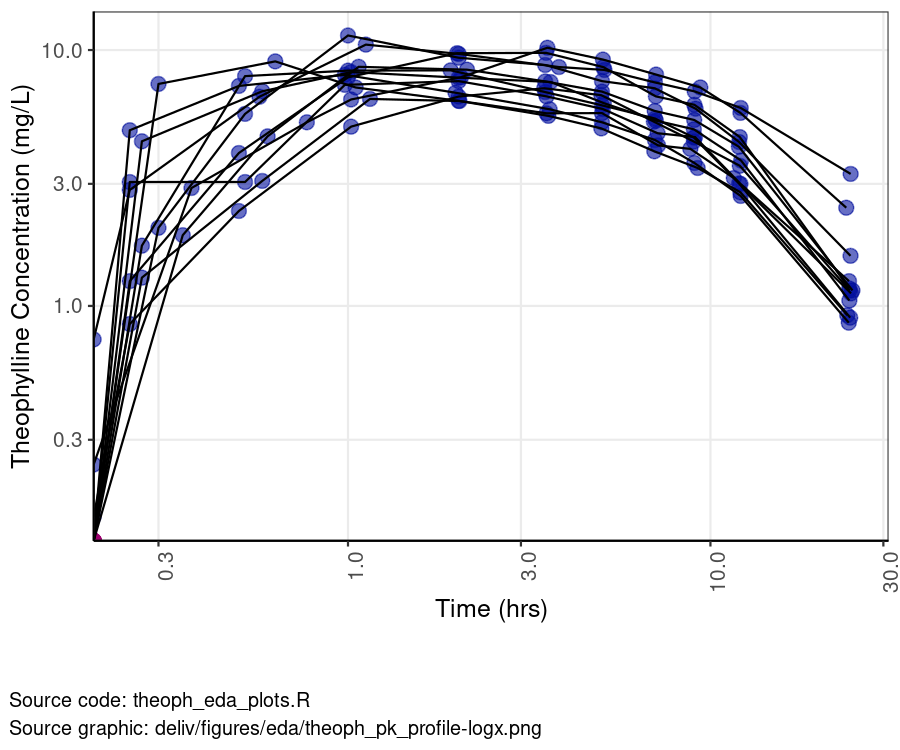 10.0
3.0
1.0
0.3
Theophylline Concentration (mg/L)
0.3
1.0
3.0
10.0
30.0
Time (hrs)
Source code: theoph_eda_plots.R
Source graphic: deliv/figures/eda/theoph_pk_profile-logx.png